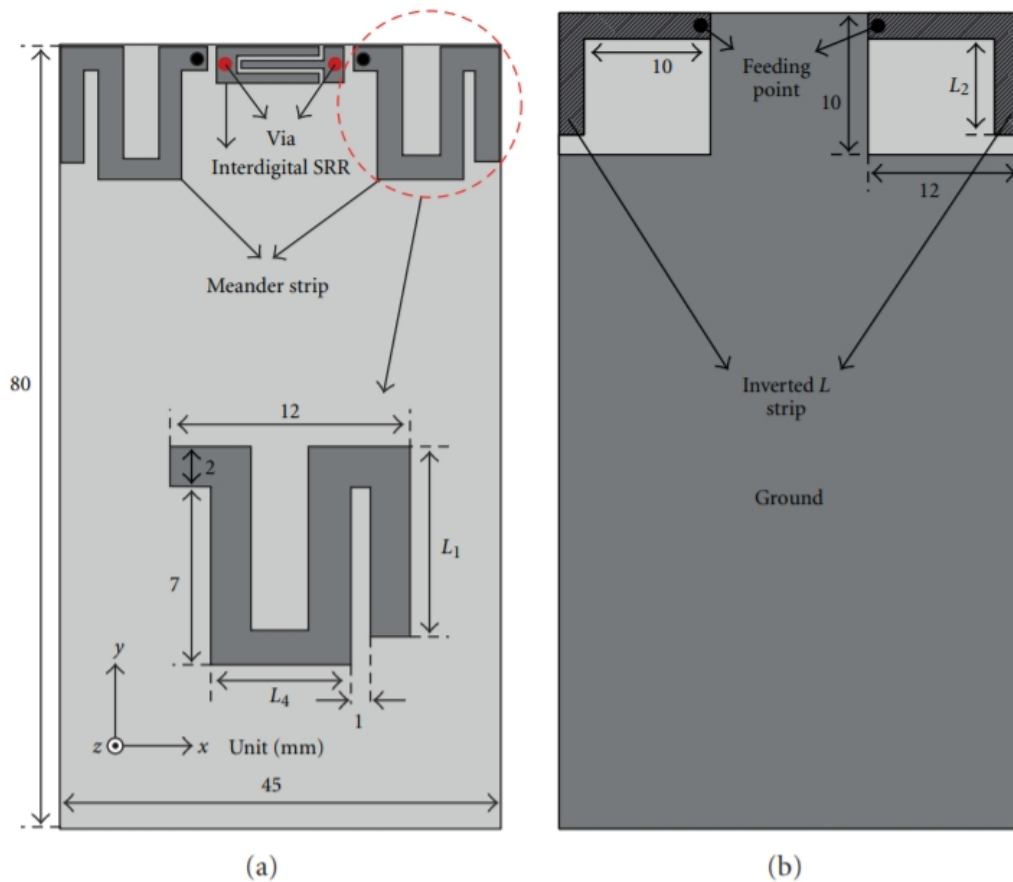 Via
Interdigital SRR
Meander strip
80
12
2
7
L1
L4
1
y
z
x
Unit (mm)
45
(a)
10
Feeding
point
10
L2
12
Inverted L
strip
Ground
(b)